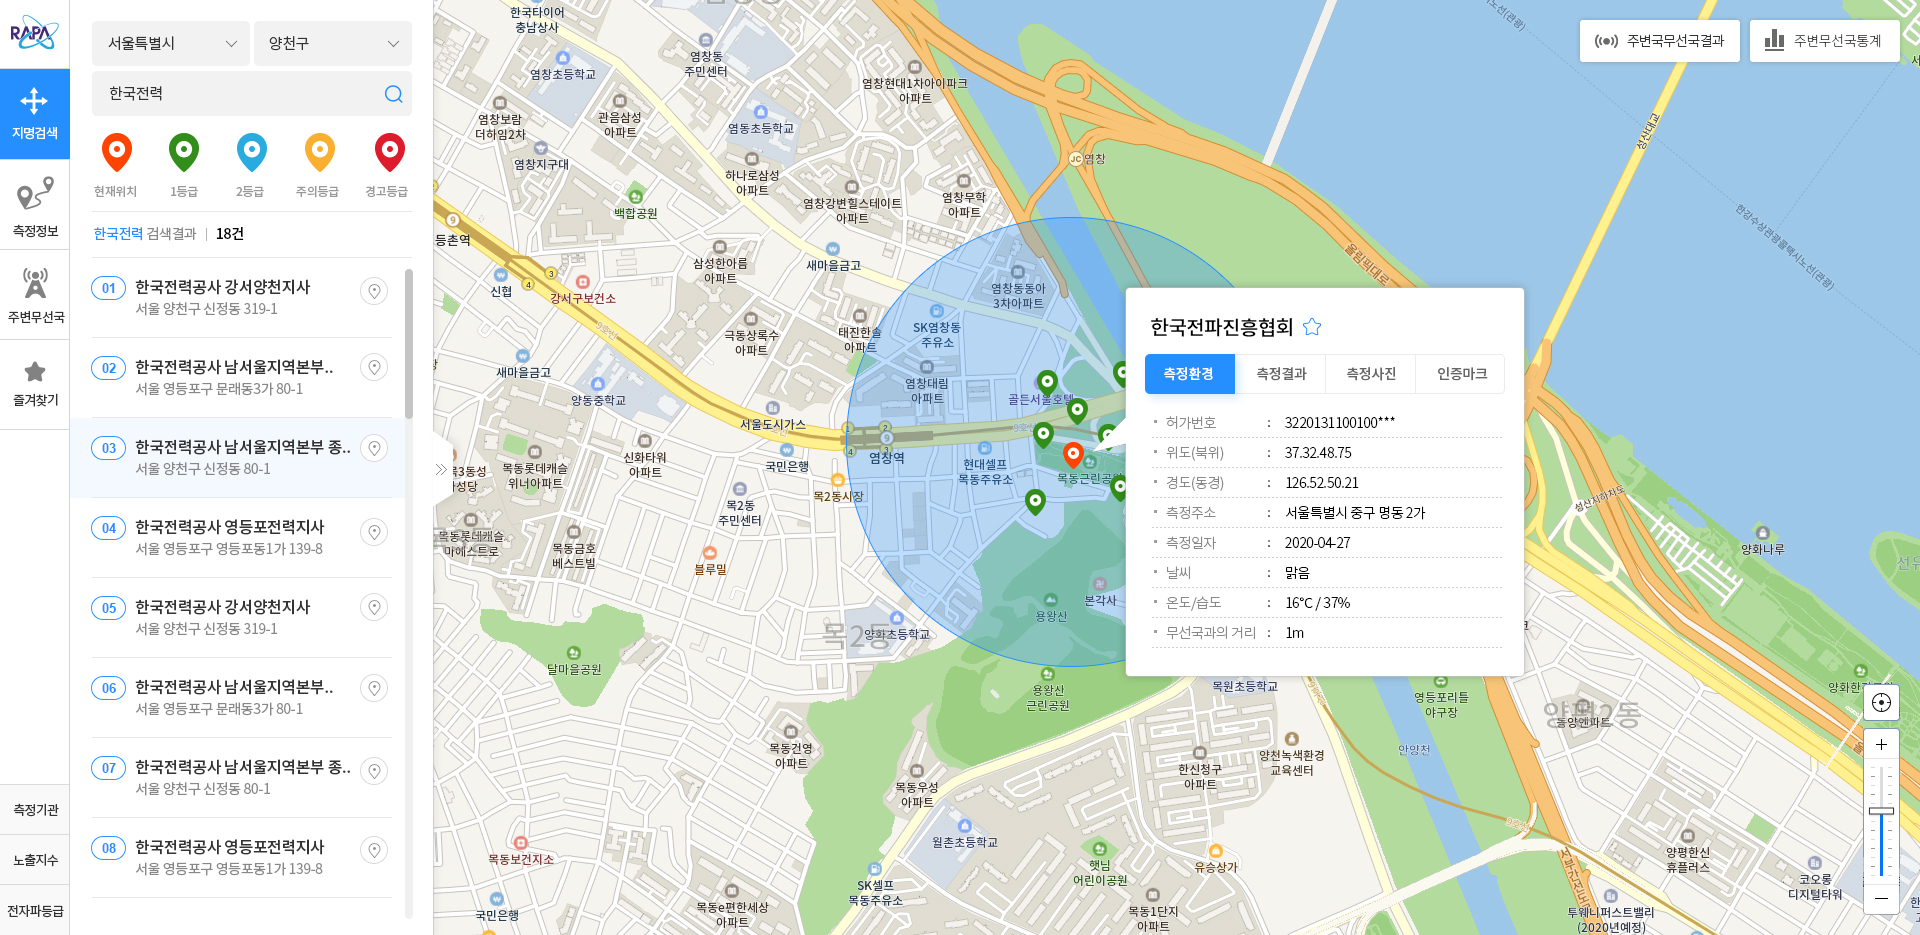 RAPA
지명검색
측정정보
주변무선국
즐겨찾기
측정기관
노출지수
전자파등급
서울특별시
양천구
한국전력
현재위치
1등급
2등급
주의등급
경고등급
한국전력 검색결과 | 18건
01 한국전력공사 강서양천지사
서울 양천구 신정동 319-1
02 한국전력공사 남서울지역본부..
서울 영등포구 문래동3가 80-1
03 한국전력공사 남서울지역본부 종..
서울 양천구 신정동 80-1
04 한국전력공사 영등포전력지사
서울 영등포구 영등포동1가 139-8
05 한국전력공사 강서양천지사
서울 양천구 신정동 319-1
06 한국전력공사 남서울지역본부..
서울 영등포구 문래동3가 80-1
07 한국전력공사 남서울지역본부 종..
서울 양천구 신정동 80-1
08 한국전력공사 영등포전력지사
서울 영등포구 영등포동1가 139-8
주변국무선국결과
주변무선국통계
한국타이어
충남상사
염창동
주민센터
염창초등학교
염창현대1차아이파크
아파트
염창보람
더하임2차
관음삼성
아파트
염동초등학교
염창지구대
하나로삼성
아파트
JC 염창
염창무학
아파트
염창강변힐스테이트
아파트
백합공원
등촌역
새마을금고
삼성한아름
아파트
신협
강서구보건소
극동상록수
아파트
태진한솔
아파트
염창동동아
3차아파트
SK염창동
주유소
염창대림
아파트
새마을금고
양동중학교
서울도시가스
골든서울호텔
9호선
염창역
국민은행
현대셀프
목동주유소
목동근린공원
신화타워
아파트
목동롯데캐슬
위너아파트
목3동성당
목2동시장
목2동
주민센터
목동롯데캐슬
마에스트로
목동금호
베스트빌
블루밀
본각사
용왕산
목2동
양화초등학교
달마을공원
용왕산
근린공원
목동건영
아파트
목동우성
아파트
월촌초등학교
목동보건지소
국민은행
목동e편한세상
아파트
SK셀프
목동주유소
햇님
어린이공원
목동1단지
아파트
유승상가
한신청구
아파트
양천녹색환경
교육센터
목원초등학교
영등포리틀
야구장
안양천
9호선
양평2동
동양앤파트
양평한신
휴플러스
코오롱
디지털타워
투웨니퍼스트밸리
(2020년예정)
양화나루
성산지하차도
올림픽대로
성산대교
한강수상관광콜택시노선(관광)
한국전파진흥협회
측정환경
측정결과
측정사진
인증마크
허가번호 : 3220131100100***
위도(북위) : 37.32.48.75
경도(동경) : 126.52.50.21
측정주소 : 서울특별시 중구 명동 2가
측정일자 : 2020-04-27
날씨 : 맑음
온도/습도 : 16℃ / 37%
무선국과의 거리 : 1m